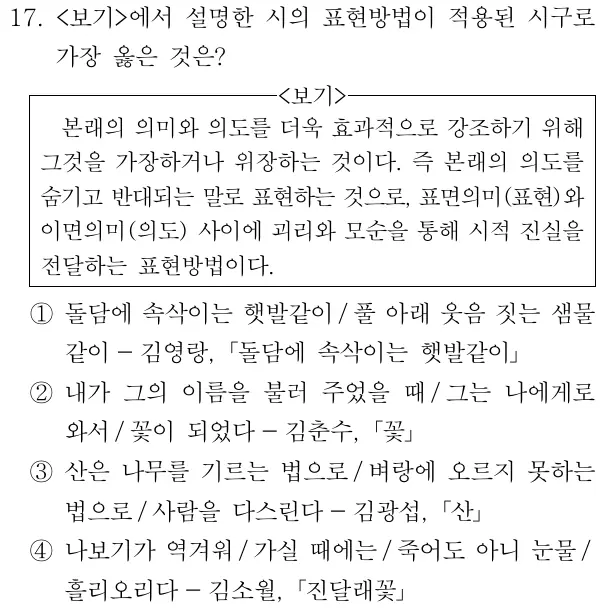 17. <보기>에서 설명한 시의 표현방법이 적용된 시구로
가장 옳은 것은?
<보기>
본래의 의미와 의도를 더욱 효과적으로 강조하기 위해
그것을 가장하거나 위장하는 것이다. 즉 본래의 의도를
숨기고 반대되는 말로 표현하는 것으로, 표면의미(표현)와
이면의미(의도) 사이에 괴리와 모순을 통해 시적 진실을
전달하는 표현방법이다.
① 돌담에 속삭이는 햇발같이 / 풀 아래 웃음 짓는 샘물
같이 – 김영랑, 「돌담에 속삭이는 햇발같이」
② 내가 그의 이름을 불러 주었을 때 / 그는 나에게로
와서 / 꽃이 되었다 – 김춘수, 「꽃」
③ 산은 나무를 기르는 법으로 / 벼랑에 오르지 못하는
법으로 / 사람을 다스린다 – 김광섭, 「산」
④ 나보기가 역겨워 / 가실 때에는 / 죽어도 아니 눈물 /
흘리오리다 – 김소월, 「진달래꽃」